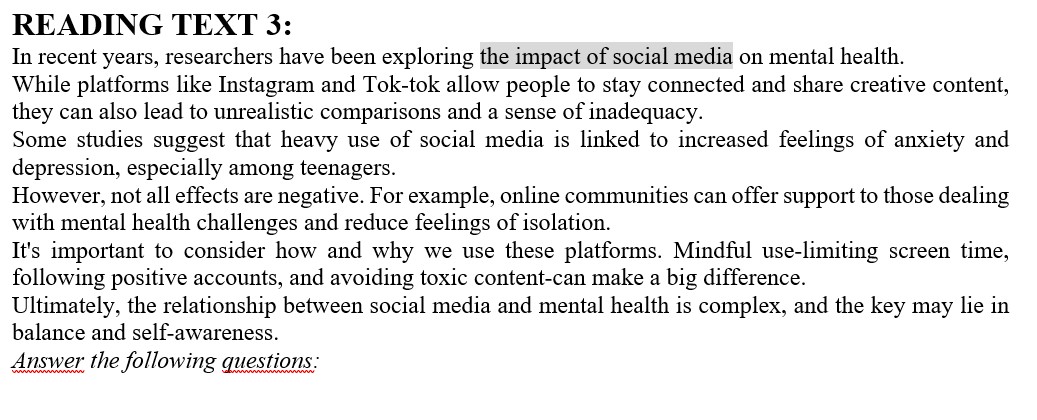 READING TEXT 3:
In recent years, researchers have been exploring the impact of social media on mental health.
While platforms like Instagram and Tok-tok allow people to stay connected and share creative content,
they can also lead to unrealistic comparisons and a sense of inadequacy.
Some studies suggest that heavy use of social media is linked to increased feelings of anxiety and
depression, especially among teenagers.
However, not all effects are negative. For example, online communities can offer support to those dealing
with mental health challenges and reduce feelings of isolation.
It's important to consider how and why we use these platforms. Mindful use-limiting screen time,
following positive accounts, and avoiding toxic content-can make a big difference.
Ultimately, the relationship between social media and mental health is complex, and the key may lie in
balance and self-awareness.
Answer the following questions: